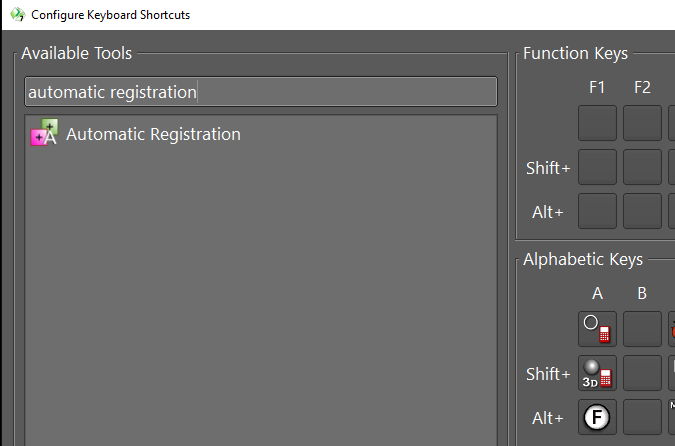 Configure Keyboard Shortcuts
Available Tools
automatic registration
Automatic Registration
Function Keys
F1 F2
Shift+
Alt+
Alphabetic Keys
A B
Shift+
3D
Alt+
F